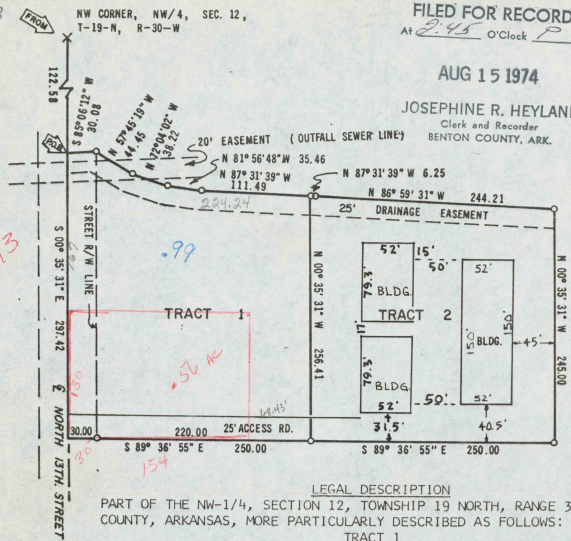 FROM
NW CORNER, NW/4, SEC. 12,
T-19-N, R-30-W
FILED FOR RECORD
At 2:45 O'Clock P
AUG 15 1974
JOSEPHINE R. HEYLAND
Clerk and Recorder
BENTON COUNTY, ARK.
122.58
S 85°06'12" W
30.08
N 57°45'19" W
44.45
N 72°04'02" W
38.22
20' EASEMENT (OUTFALL SEWER LINE)
N 81°56'48"W 35.46
N 87°31'39" W
111.49
N 87°31'39" W 6.25
N 86°59'31" W 244.21
224.24
25' DRAINAGE EASEMENT
S 00° 35' 31" E 297.42
STREET R/W LINE
.99
TRACT 1
.56 AC
130
N 00° 35' 31" W 256.41
52' 15'
50'
52'
79.3'
BLDG.
TRACT 2
17'
150'
BLDG.
150'
45'
79.3'
BLDG.
52'
50'
52'
31.5'
40.5'
N 00° 35' 31" W 245.00
68.43'
30.00
220.00
25' ACCESS RD.
S 89° 36' 55" E 250.00
S 89° 36' 55" E 250.00
30
154
℄ NORTH 13TH. STREET
LEGAL DESCRIPTION
PART OF THE NW-1/4, SECTION 12, TOWNSHIP 19 NORTH, RANGE 3
COUNTY, ARKANSAS, MORE PARTICULARLY DESCRIBED AS FOLLOWS:
TRACT 1